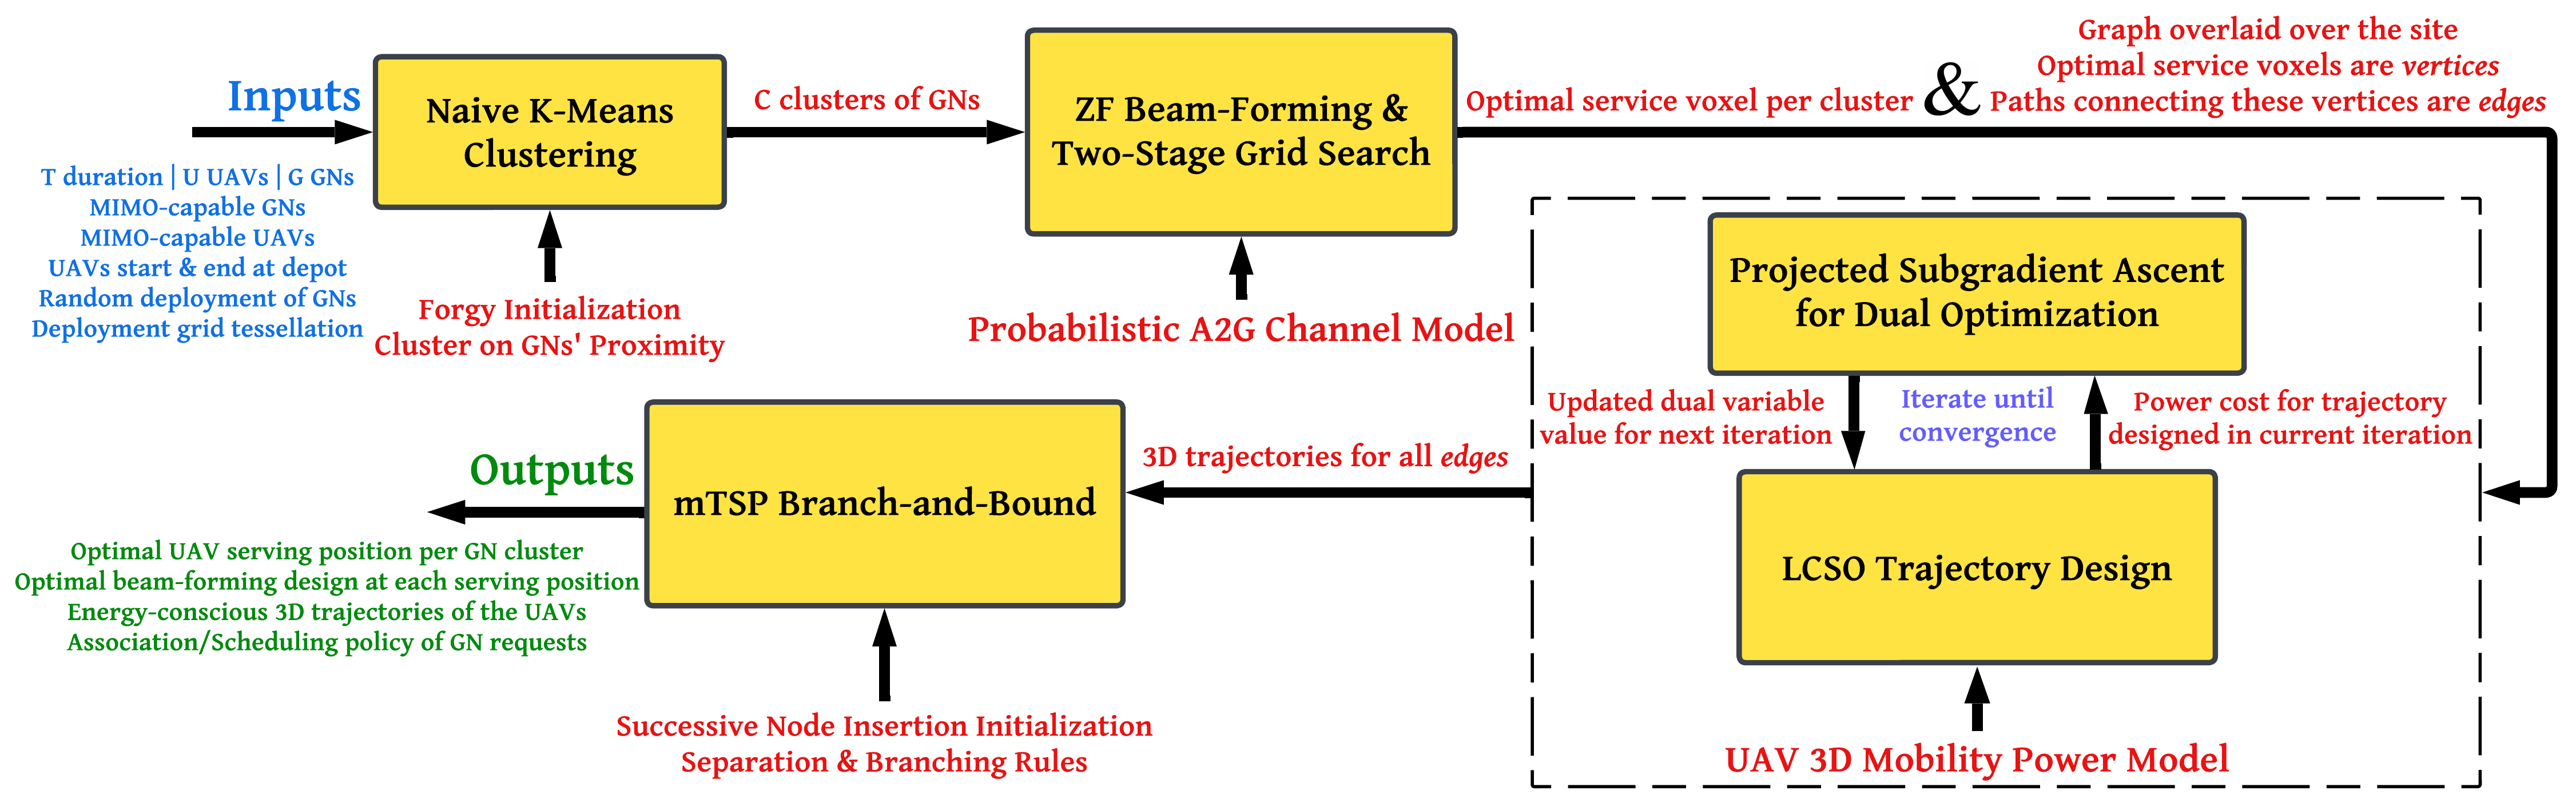 Inputs
T duration | U UAVs | G GNs
MIMO-capable GNs
MIMO-capable UAVs
UAVs start & end at depot
Random deployment of GNs
Deployment grid tessellation
Naive K-Means
Clustering
Forgy Initialization
Cluster on GNs' Proximity
C clusters of GNs
ZF Beam-Forming &
Two-Stage Grid Search
Probabilistic A2G Channel Model
Optimal service voxel per cluster
&
Graph overlaid over the site
Optimal service voxels are vertices
Paths connecting these vertices are edges
Projected Subgradient Ascent
for Dual Optimization
Updated dual variable
value for next iteration
Iterate until
convergence
Power cost for trajectory
designed in current iteration
LCSO Trajectory Design
UAV 3D Mobility Power Model
3D trajectories for all edges
mTSP Branch-and-Bound
Successive Node Insertion Initialization
Separation & Branching Rules
Outputs
Optimal UAV serving position per GN cluster
Optimal beam-forming design at each serving position
Energy-conscious 3D trajectories of the UAVs
Association/Scheduling policy of GN requests